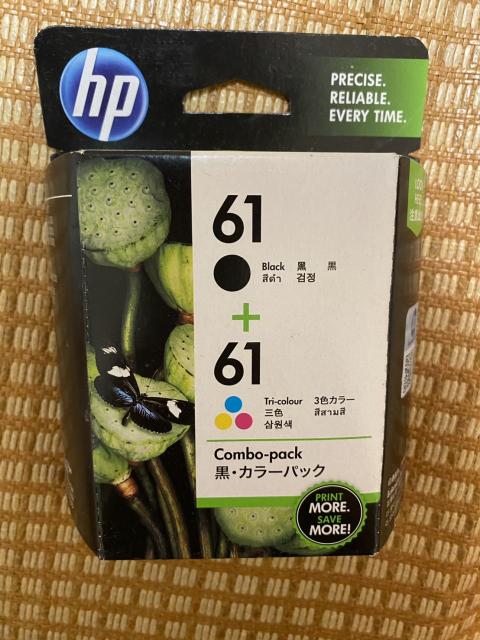 hp
PRECISE.
RELIABLE.
EVERY TIME.
61
Black 黑 黒
สีดำ 검정
+
61
Tri-colour 3色カラー
三色 สีสามสี
삼원색
Combo-pack
黒・カラーパック
PRINT
MORE.
SAVE
MORE!